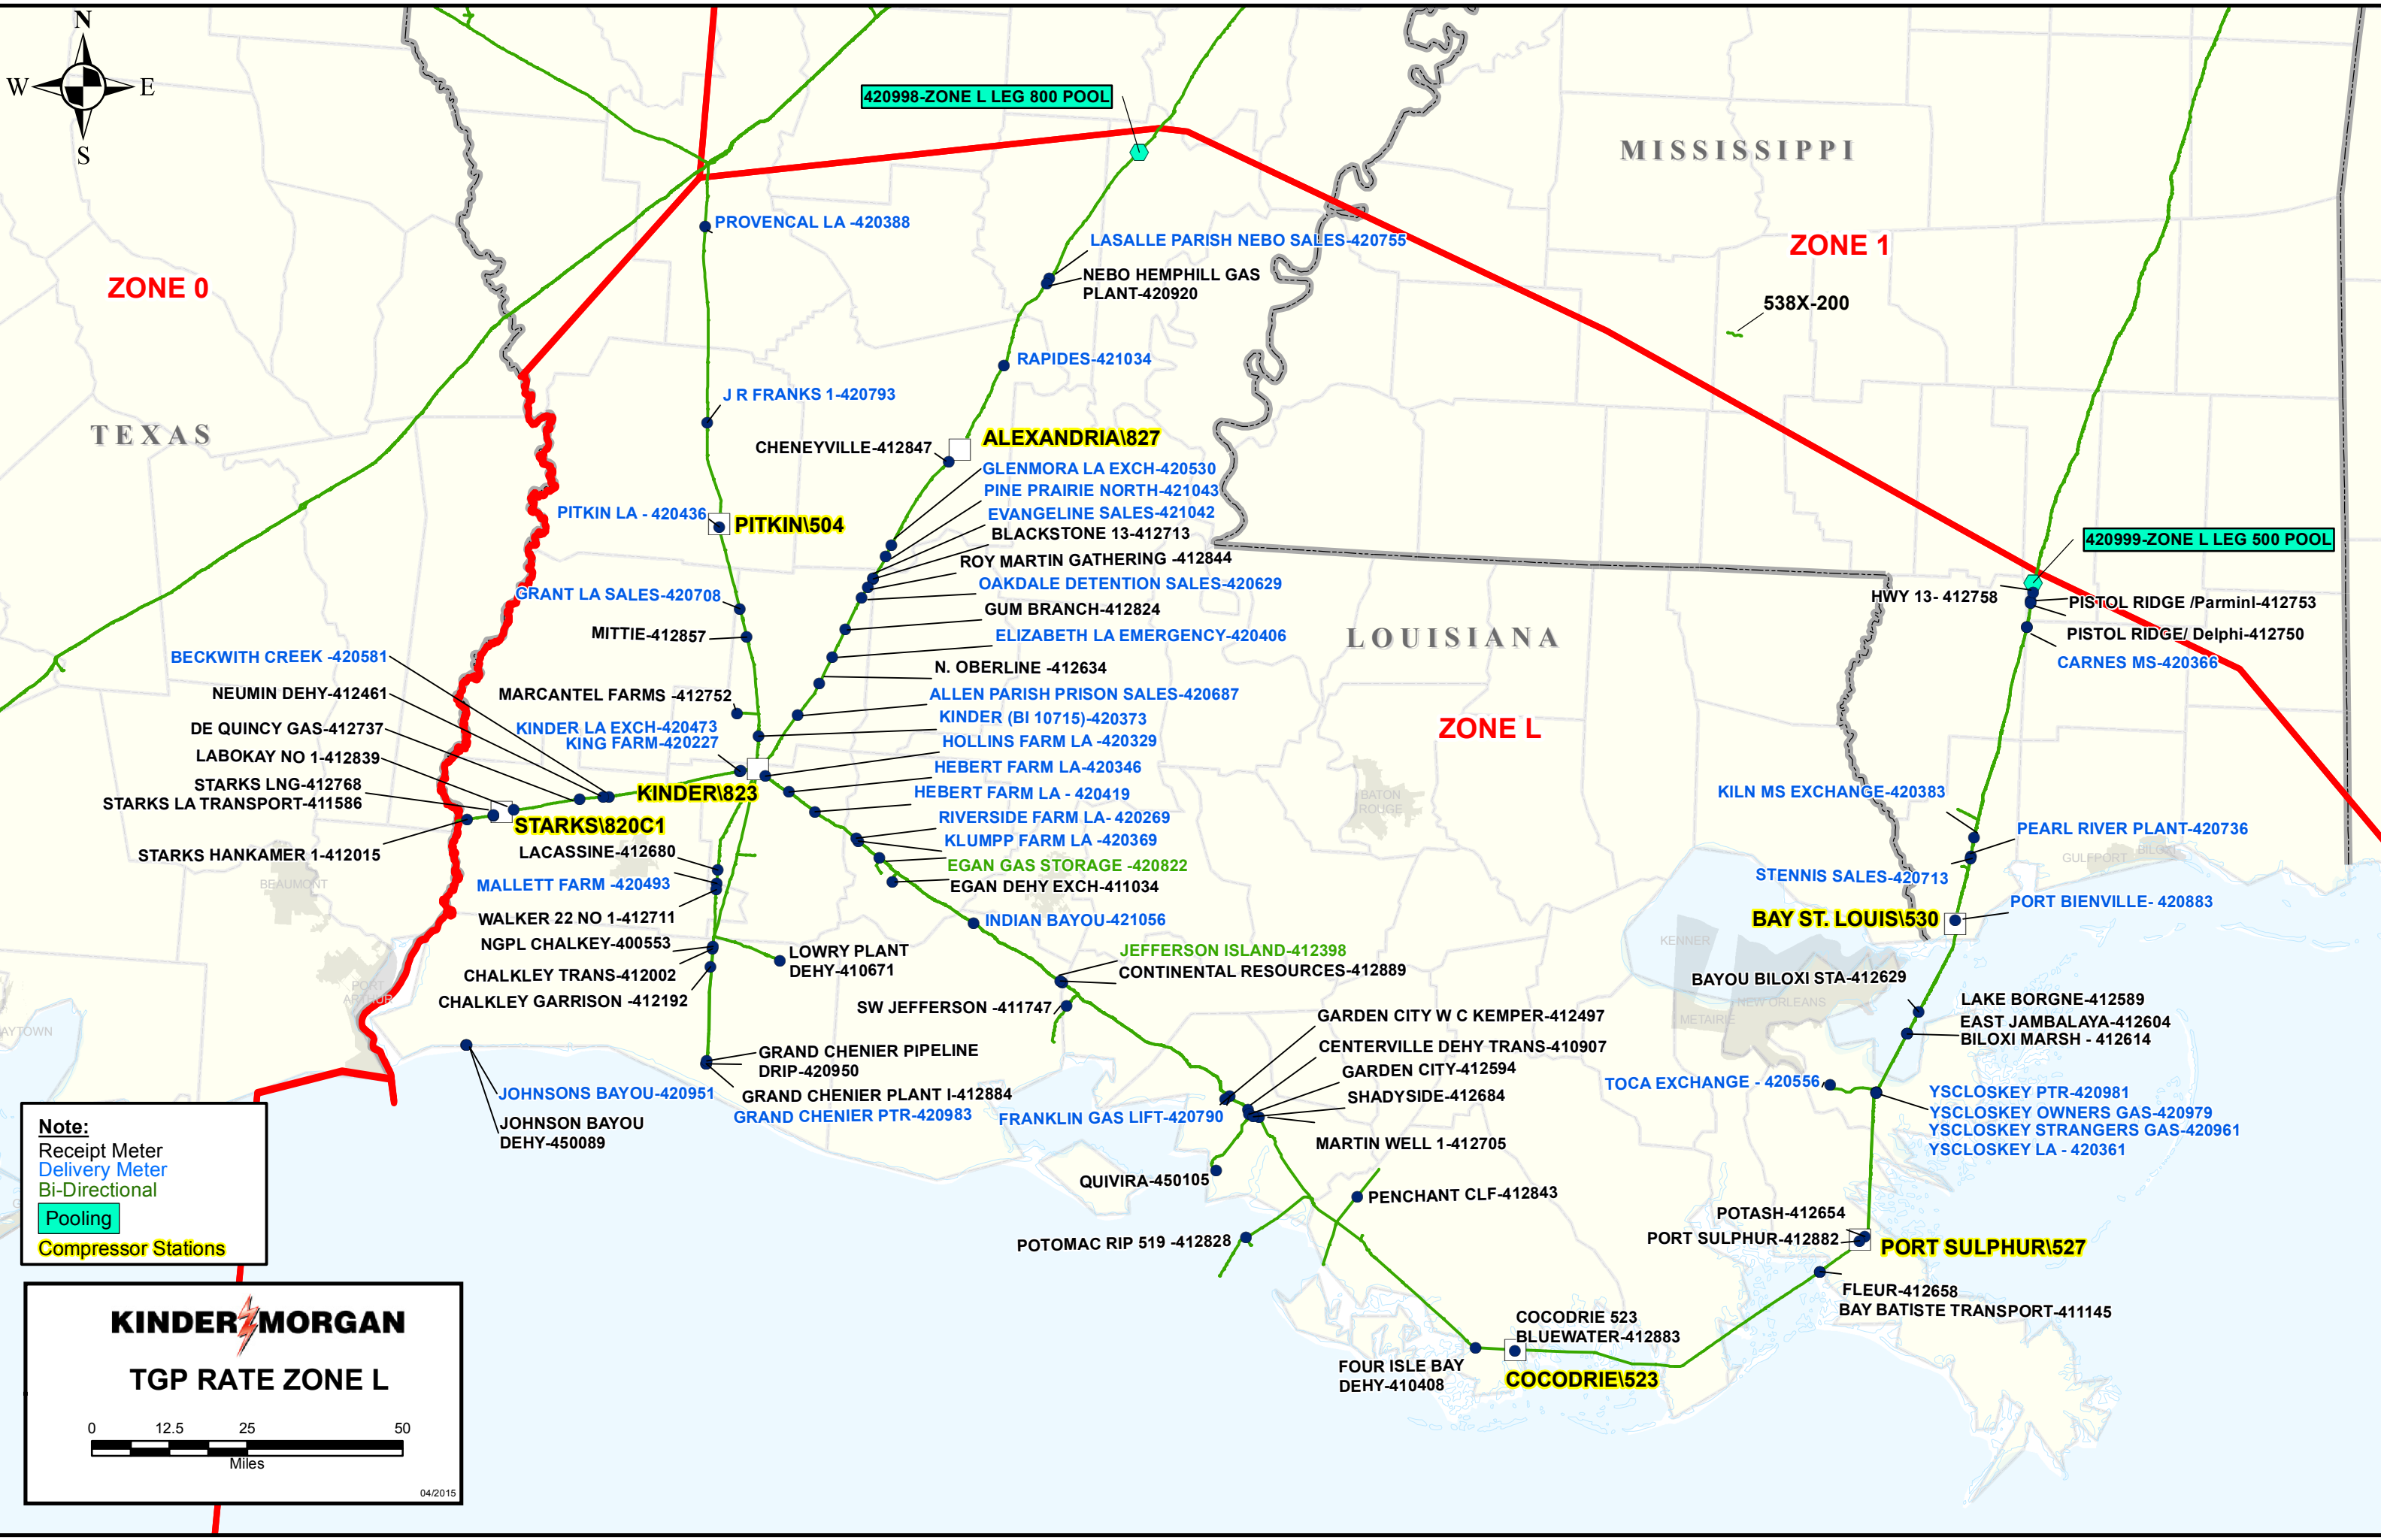 N
W
E
S
420998-ZONE L LEG 800 POOL
MISSISSIPPI
ZONE 1
538X-200
ZONE 0
TEXAS
PROVENCAL LA -420388
LASALLE PARISH NEBO SALES-420755
NEBO HEMPHILL GAS
PLANT-420920
RAPIDES-421034
J R FRANKS 1-420793
CHENEYVILLE-412847
ALEXANDRIA\827
GLENMORA LA EXCH-420530
PINE PRAIRIE NORTH-421043
EVANGELINE SALES-421042
BLACKSTONE 13-412713
ROY MARTIN GATHERING -412844
OAKDALE DETENTION SALES-420629
GUM BRANCH-412824
ELIZABETH LA EMERGENCY-420406
N. OBERLINE -412634
ALLEN PARISH PRISON SALES-420687
KINDER (BI 10715)-420373
HOLLINS FARM LA -420329
HEBERT FARM LA-420346
HEBERT FARM LA - 420419
RIVERSIDE FARM LA- 420269
KLUMPP FARM LA -420369
EGAN GAS STORAGE -420822
EGAN DEHY EXCH-411034
INDIAN BAYOU-421056
JEFFERSON ISLAND-412398
CONTINENTAL RESOURCES-412889
SW JEFFERSON -411747
PITKIN LA - 420436
PITKIN\504
GRANT LA SALES-420708
MITTIE-412857
MARCANTEL FARMS -412752
KINDER LA EXCH-420473
KING FARM-420227
KINDER\823
BECKWITH CREEK -420581
NEUMIN DEHY-412461
DE QUINCY GAS-412737
LABOKAY NO 1-412839
STARKS LNG-412768
STARKS LA TRANSPORT-411586
STARKS HANKAMER 1-412015
STARKS\820C1
LACASSINE-412680
MALLETT FARM -420493
WALKER 22 NO 1-412711
NGPL CHALKEY-400553
CHALKLEY TRANS-412002
CHALKLEY GARRISON -412192
LOWRY PLANT
DEHY-410671
GRAND CHENIER PIPELINE
DRIP-420950
GRAND CHENIER PLANT I-412884
GRAND CHENIER PTR-420983
JOHNSONS BAYOU-420951
JOHNSON BAYOU
DEHY-450089
BEAUMONT
PORT
ARTHUR
AYTOWN
LOUISIANA
ZONE L
BATON
ROUGE
420999-ZONE L LEG 500 POOL
HWY 13- 412758
PISTOL RIDGE /Parminl-412753
PISTOL RIDGE/ Delphi-412750
CARNES MS-420366
KILN MS EXCHANGE-420383
PEARL RIVER PLANT-420736
GULFPORT
BILOXI
STENNIS SALES-420713
PORT BIENVILLE- 420883
BAY ST. LOUIS\530
KENNER
NEW ORLEANS
METAIRIE
BAYOU BILOXI STA-412629
LAKE BORGNE-412589
EAST JAMBALAYA-412604
BILOXI MARSH - 412614
TOCA EXCHANGE - 420556
YSCLOSKEY PTR-420981
YSCLOSKEY OWNERS GAS-420979
YSCLOSKEY STRANGERS GAS-420961
YSCLOSKEY LA - 420361
GARDEN CITY W C KEMPER-412497
CENTERVILLE DEHY TRANS-410907
GARDEN CITY-412594
SHADYSIDE-412684
FRANKLIN GAS LIFT-420790
MARTIN WELL 1-412705
QUIVIRA-450105
PENCHANT CLF-412843
POTOMAC RIP 519 -412828
POTASH-412654
PORT SULPHUR-412882
PORT SULPHUR\527
FLEUR-412658
BAY BATISTE TRANSPORT-411145
COCODRIE 523
BLUEWATER-412883
FOUR ISLE BAY
DEHY-410408
COCODRIE\523
Note:
Receipt Meter
Delivery Meter
Bi-Directional
Pooling
Compressor Stations
KINDER MORGAN
TGP RATE ZONE L
0 12.5 25 50
Miles
04/2015